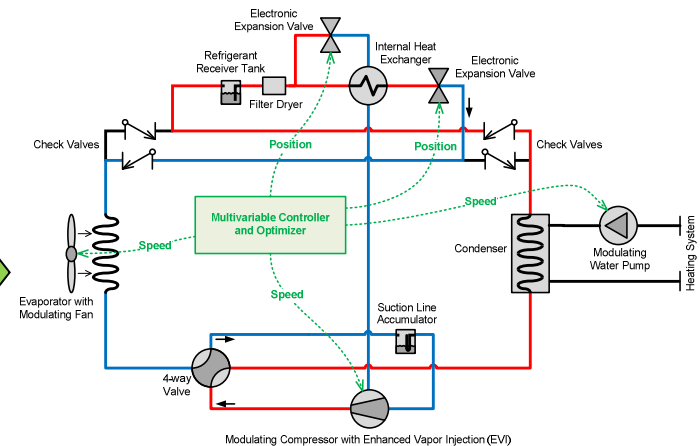 Electronic
Expansion Valve
Internal Heat
Exchanger
Refrigerant
Receiver Tank
Electronic
Expansion Valve
Filter Dryer
Check Valves
Position
Position
Check Valves
Multivariable Controller
and Optimizer
Speed
Speed
Condenser
Modulating
Water Pump
Heating System
Evaporator with
Modulating Fan
Speed
Suction Line
Accumulator
4-way
Valve
Modulating Compressor with Enhanced Vapor Injection (EVI)